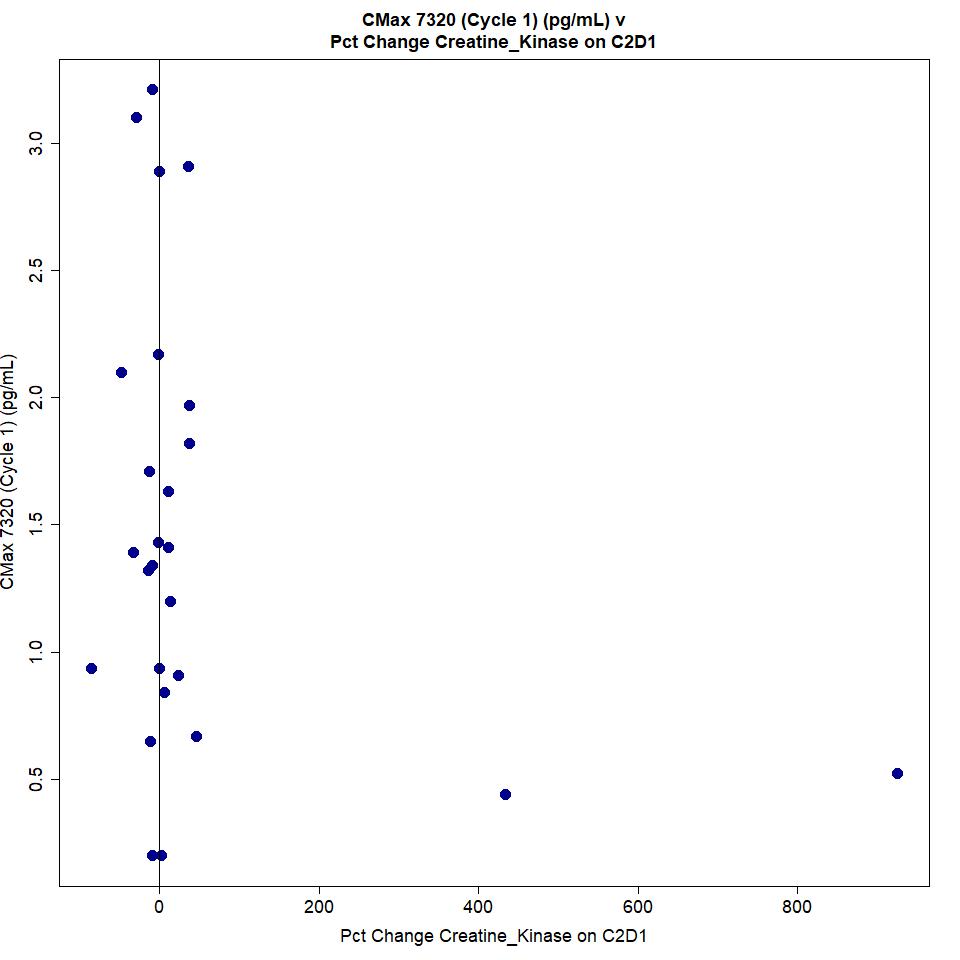 CMax 7320 (Cycle 1) (pg/mL) v
Pct Change Creatine_Kinase on C2D1
CMax 7320 (Cycle 1) (pg/mL)
3.0
2.5
2.0
1.5
1.0
0.5
0 200 400 600 800
Pct Change Creatine_Kinase on C2D1